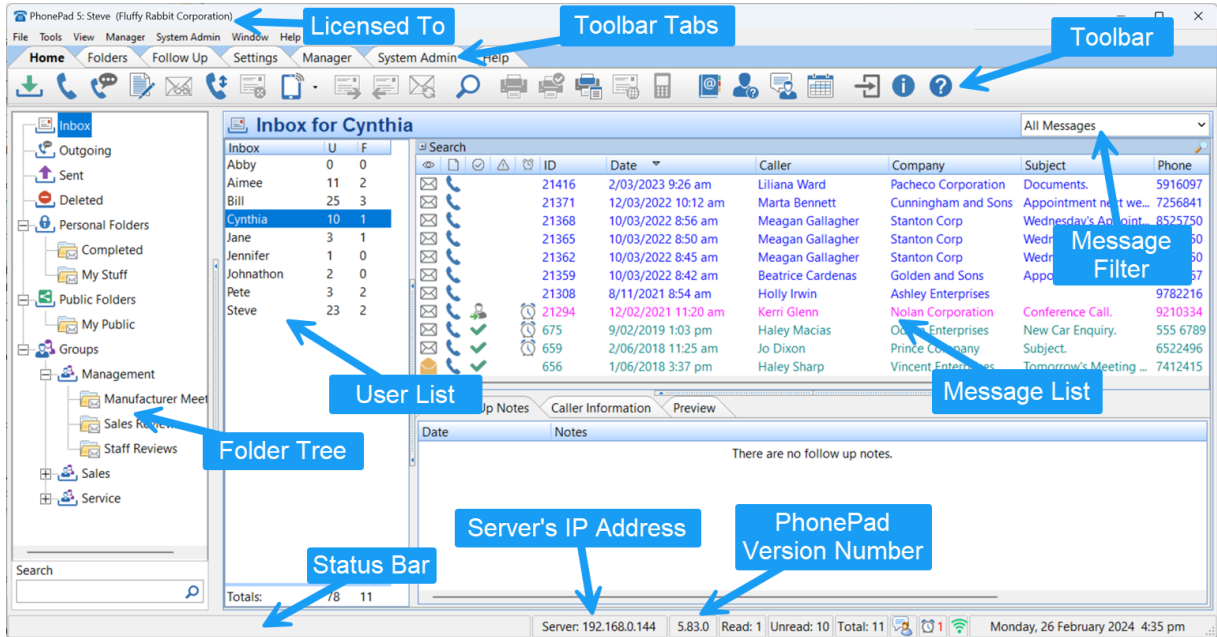 PhonePad 5: Steve (Fluffy Rabbit Corporation)
Licensed To
Toolbar Tabs
Toolbar
File Tools View Manager System Admin Window Help
Home Folders Follow Up Settings Manager System Admin Help
Inbox
Outgoing
Sent
Deleted
Personal Folders
Completed
My Stuff
Public Folders
My Public
Groups
Management
Manufacturer Meet
Sales Reviews
Staff Reviews
Sales
Service
Folder Tree
Search
Inbox for Cynthia
All Messages
Inbox U F
Abby 0 0
Aimee 11 2
Bill 25 3
Cynthia 10 1
Jane 3 1
Jennifer 1 0
Johnathon 2 0
Pete 3 2
Steve 23 2
User List
Totals: 78 11
Search
ID Date Caller Company Subject Phone
21416 2/03/2023 9:26 am Liliana Ward Pacheco Corporation Documents. 5916097
21371 12/03/2022 10:12 am Marta Bennett Cunningham and Sons Appointment next we... 7256841
21368 10/03/2022 8:56 am Meagan Gallagher Stanton Corp Wednesday's Appoint... 8525750
21365 10/03/2022 8:50 am Meagan Gallagher Stanton Corp Wedn 50
21362 10/03/2022 8:45 am Meagan Gallagher Stanton Corp Wedn 50
21359 10/03/2022 8:42 am Beatrice Cardenas Golden and Sons Appo 67
21308 8/11/2021 8:54 am Holly Irwin Ashley Enterprises 9782216
21294 12/02/2021 11:20 am Kerri Glenn Nolan Corporation Conference Call. 9210334
675 9/02/2019 1:03 pm Haley Macias Enterprises New Car Enquiry. 555 6789
659 2/06/2018 11:25 am Jo Dixon Prince Company Subject. 6522496
656 1/06/2018 3:37 pm Haley Sharp Vincent Enterprises Tomorrow's Meeting ... 7412415
Message
Filter
Message List
Up Notes Caller Information Preview
Date Notes
There are no follow up notes.
Server's IP Address
PhonePad
Version Number
Status Bar
Server: 192.168.0.144 5.83.0 Read: 1 Unread: 10 Total: 11 1 Monday, 26 February 2024 4:35 pm